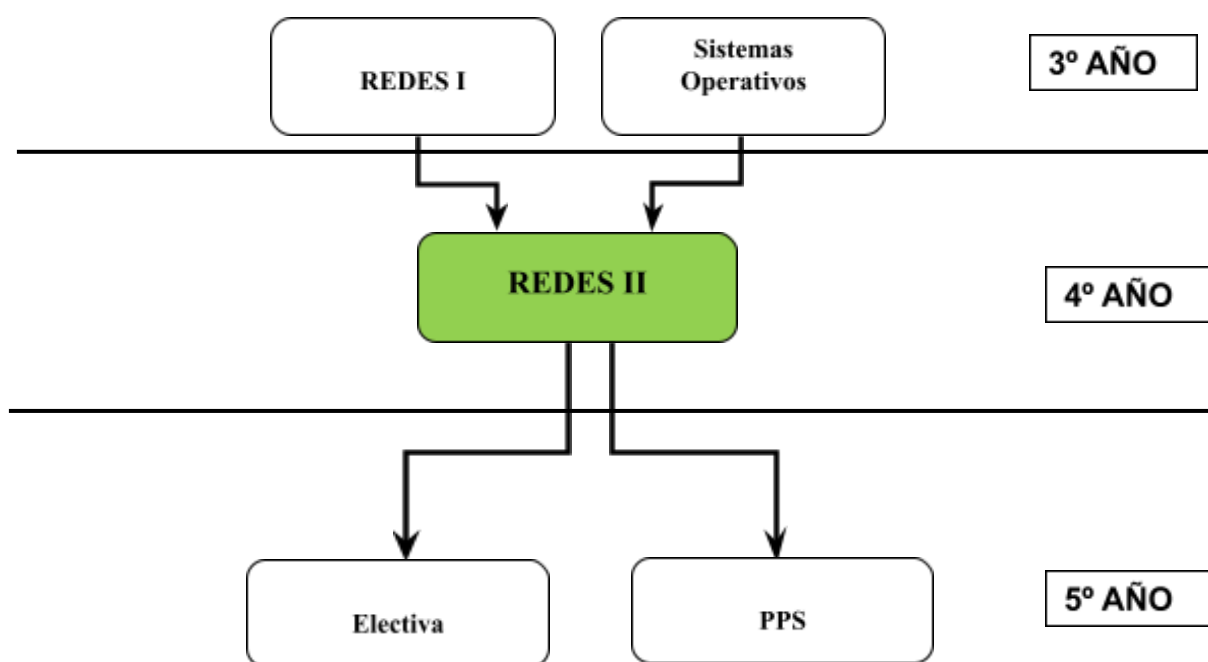 REDES I
Sistemas
Operativos
3º AÑO
REDES II
4º AÑO
Electiva
PPS
5º AÑO